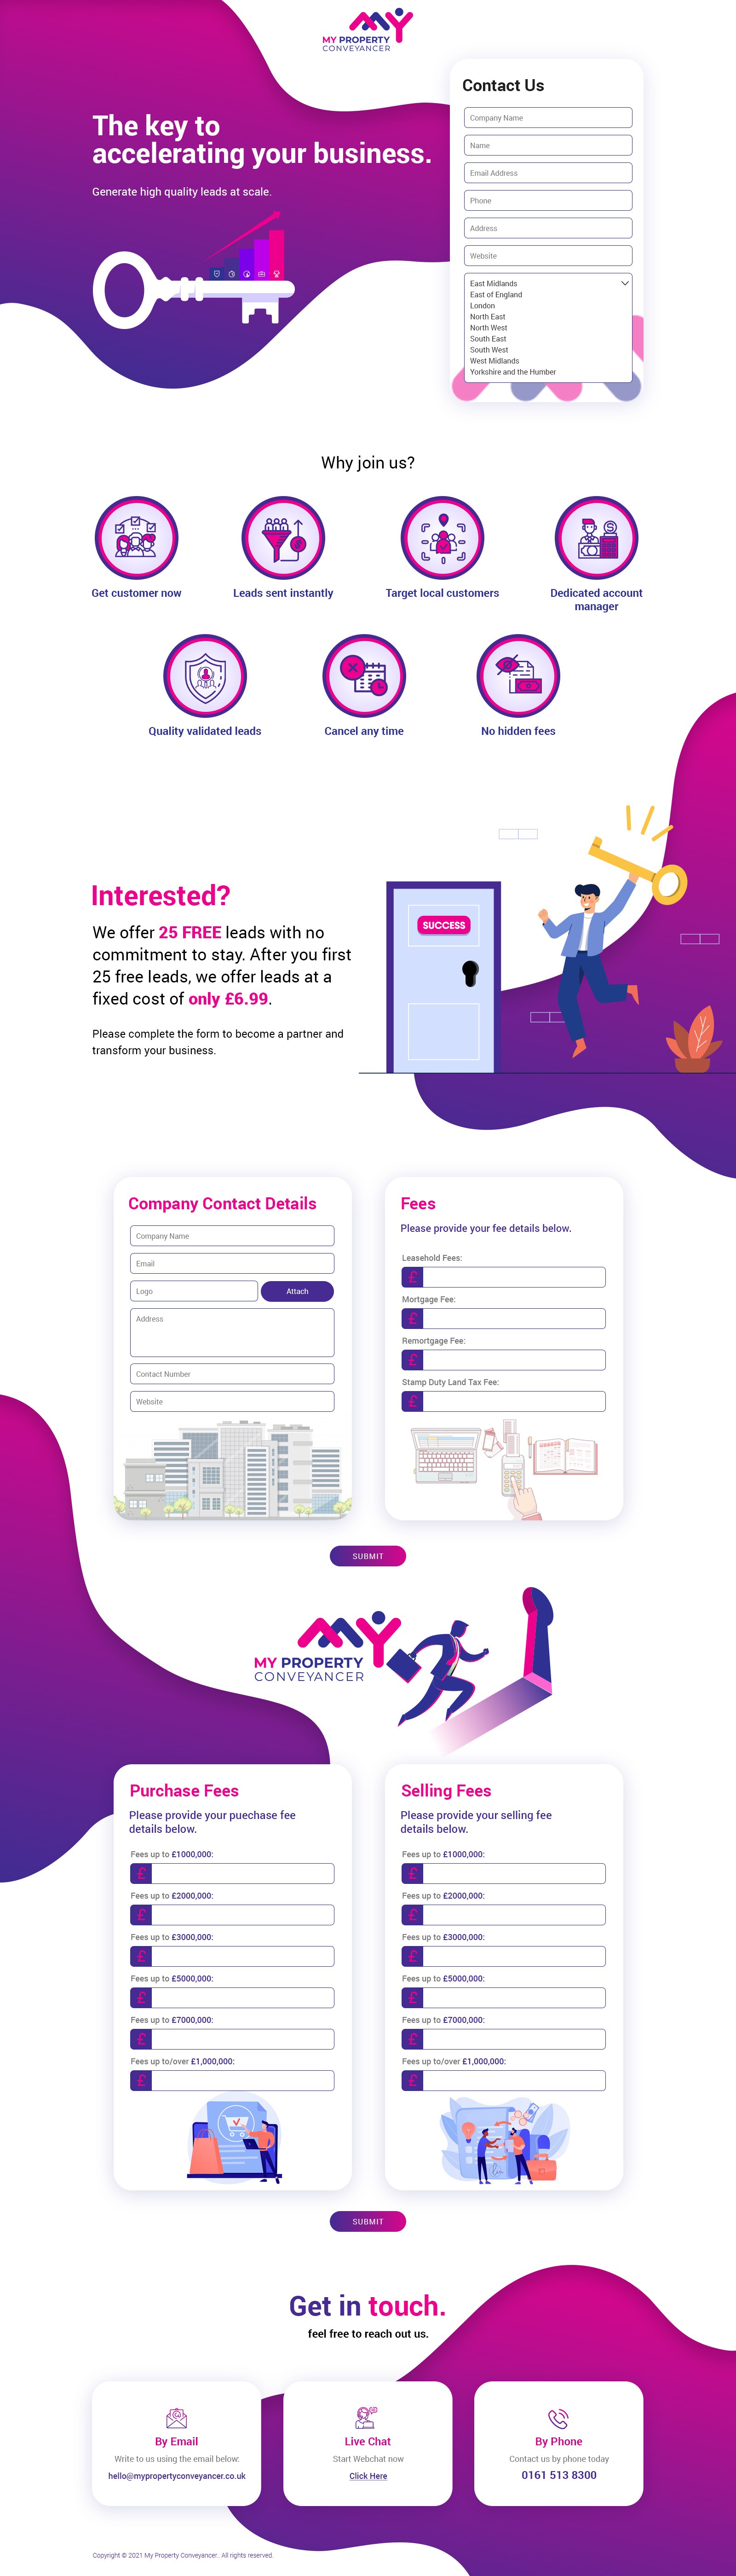 MY PROPERTY
CONVEYANCER
The key to
accelerating your business.
Generate high quality leads at scale.
Contact Us
Company Name
Name
Email Address
Phone
Address
Website
East Midlands
East of England
London
North East
North West
South East
South West
West Midlands
Yorkshire and the Humber
Why join us?
Get customer now
Leads sent instantly
Target local customers
Dedicated account
manager
Quality validated leads
Cancel any time
No hidden fees
Interested?
We offer 25 FREE leads with no
commitment to stay. After you first
25 free leads, we offer leads at a
fixed cost of only £6.99.
Please complete the form to become a partner and
transform your business.
SUCCESS
Company Contact Details
Company Name
Email
Logo
Attach
Address
Contact Number
Website
Fees
Please provide your fee details below.
Leasehold Fees:
£
Mortgage Fee:
£
Remortgage Fee:
£
Stamp Duty Land Tax Fee:
£
SUBMIT
MY PROPERTY
CONVEYANCER
Purchase Fees
Please provide your puechase fee
details below.
Fees up to £1000,000:
£
Fees up to £2000,000:
£
Fees up to £3000,000:
£
Fees up to £5000,000:
£
Fees up to £7000,000:
£
Fees up to/over £1,000,000:
£
Selling Fees
Please provide your selling fee
details below.
Fees up to £1000,000:
£
Fees up to £2000,000:
£
Fees up to £3000,000:
£
Fees up to £5000,000:
£
Fees up to £7000,000:
£
Fees up to/over £1,000,000:
£
SUBMIT
Get in touch.
feel free to reach out us.
By Email
Write to us using the email below:
hello@mypropertyconveyancer.co.uk
Live Chat
Start Webchat now
Click Here
By Phone
Contact us by phone today
0161 513 8300
Copyright © 2021 My Property Conveyancer.. All rights reserved.